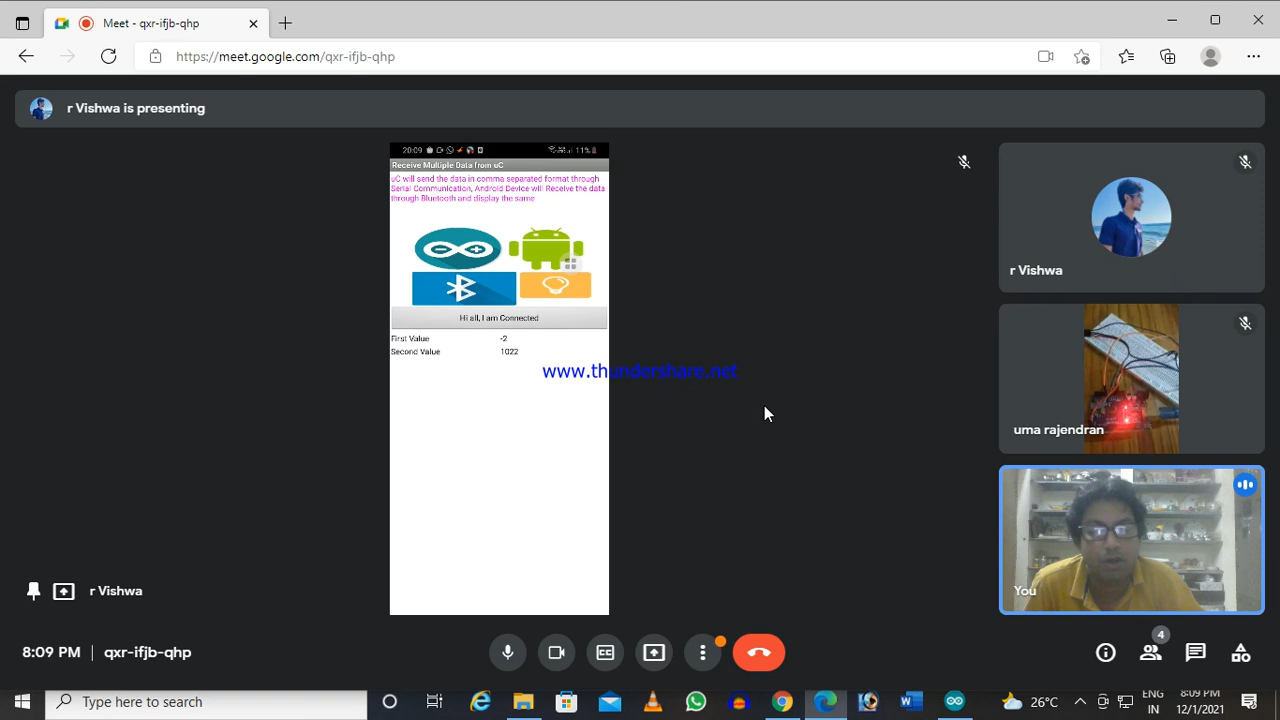 Meet - qxr-ifjb-qhp
https://meet.google.com/qxr-ifjb-qhp
r Vishwa is presenting
20:09
11%
Receive Multiple Data from uC
uC will send the data in comma separated format through
Serial Communication, Android Device will Receive the data
through Bluetooth and display the same
Hi all, I am Connected
First Value -2
Second Value 1022
www.thundershare.net
r Vishwa
uma rajendran
You
r Vishwa
8:09 PM | qxr-ifjb-qhp
4
Type here to search
26°C
ENG
IN
8:09 PM
12/1/2021